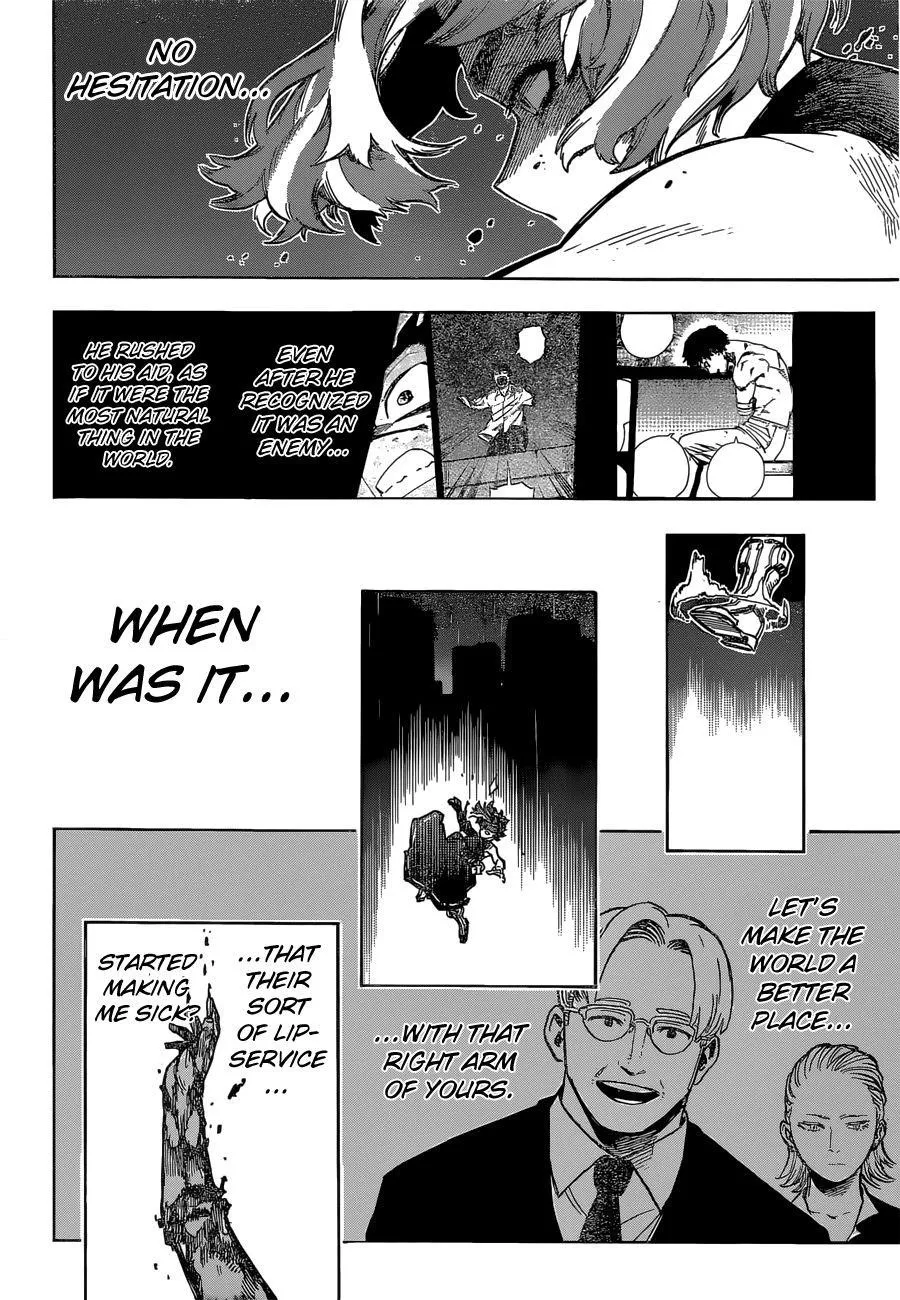 NO
HESITATION...
EVEN
AFTER HE
RECOGNIZED
IT WAS AN
ENEMY...
HE RUSHED
TO HIS AID, AS
IF IT WERE THE
MOST NATURAL
THING IN THE
WORLD.
WHEN
WAS IT...
LET'S
MAKE THE
WORLD A
BETTER
PLACE...
...WITH THAT
RIGHT ARM
OF YOURS.
...THAT
THEIR
SORT
OF LIP-
SERVICE
...
STARTED
MAKING
ME SICK?